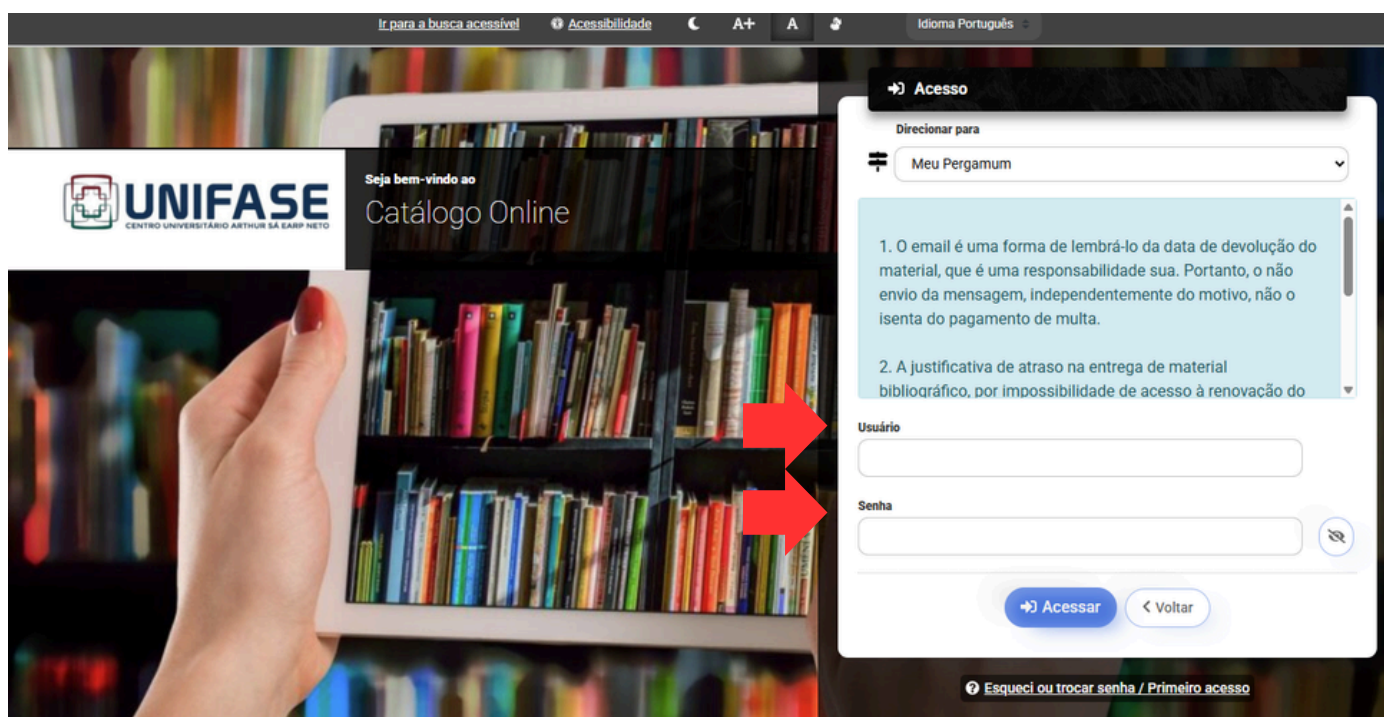 Ir para a busca acessível Acessibilidade A+ A Idioma Português
UNIFASE
CENTRO UNIVERSITÁRIO ARTHUR SÁ EARP NETO
Seja bem-vindo ao
Catálogo Online
Acesso
Direcionar para
Meu Pergamum
1. O email é uma forma de lembrá-lo da data de devolução do
material, que é uma responsabilidade sua. Portanto, o não
envio da mensagem, independentemente do motivo, não o
isenta do pagamento de multa.
2. A justificativa de atraso na entrega de material
bibliográfico, por impossibilidade de acesso à renovação do
Usuário
Senha
Acessar Voltar
Esqueci ou trocar senha / Primeiro acesso